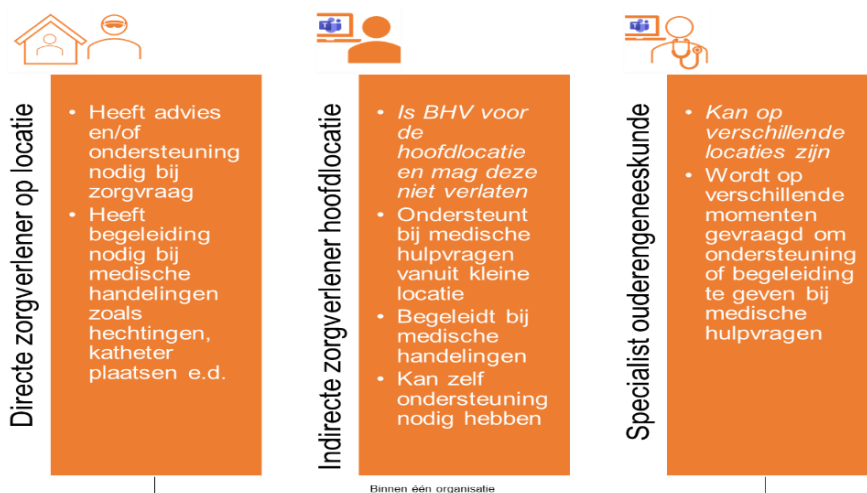 Directe zorgverlener op locatie
• Heeft advies
en/of
ondersteuning
nodig bij
zorgvraag
• Heeft
begeleiding
nodig bij
medische
handelingen
zoals
hechtingen,
katheter
plaatsen e.d.
Indirecte zorgverlener hoofdlocatie
• Is BHV voor
de
hoofdlocatie
en mag deze
niet verlaten
• Ondersteunt
bij medische
hulpvragen
vanuit kleine
locatie
• Begeleidt bij
medische
handelingen
• Kan zelf
ondersteuning
nodig hebben
Specialist ouderengeneeskunde
• Kan op
verschillende
locaties zijn
• Wordt op
verschillende
momenten
gevraagd om
ondersteuning
of begeleiding
te geven bij
medische
hulpvragen
Binnen één organisatie